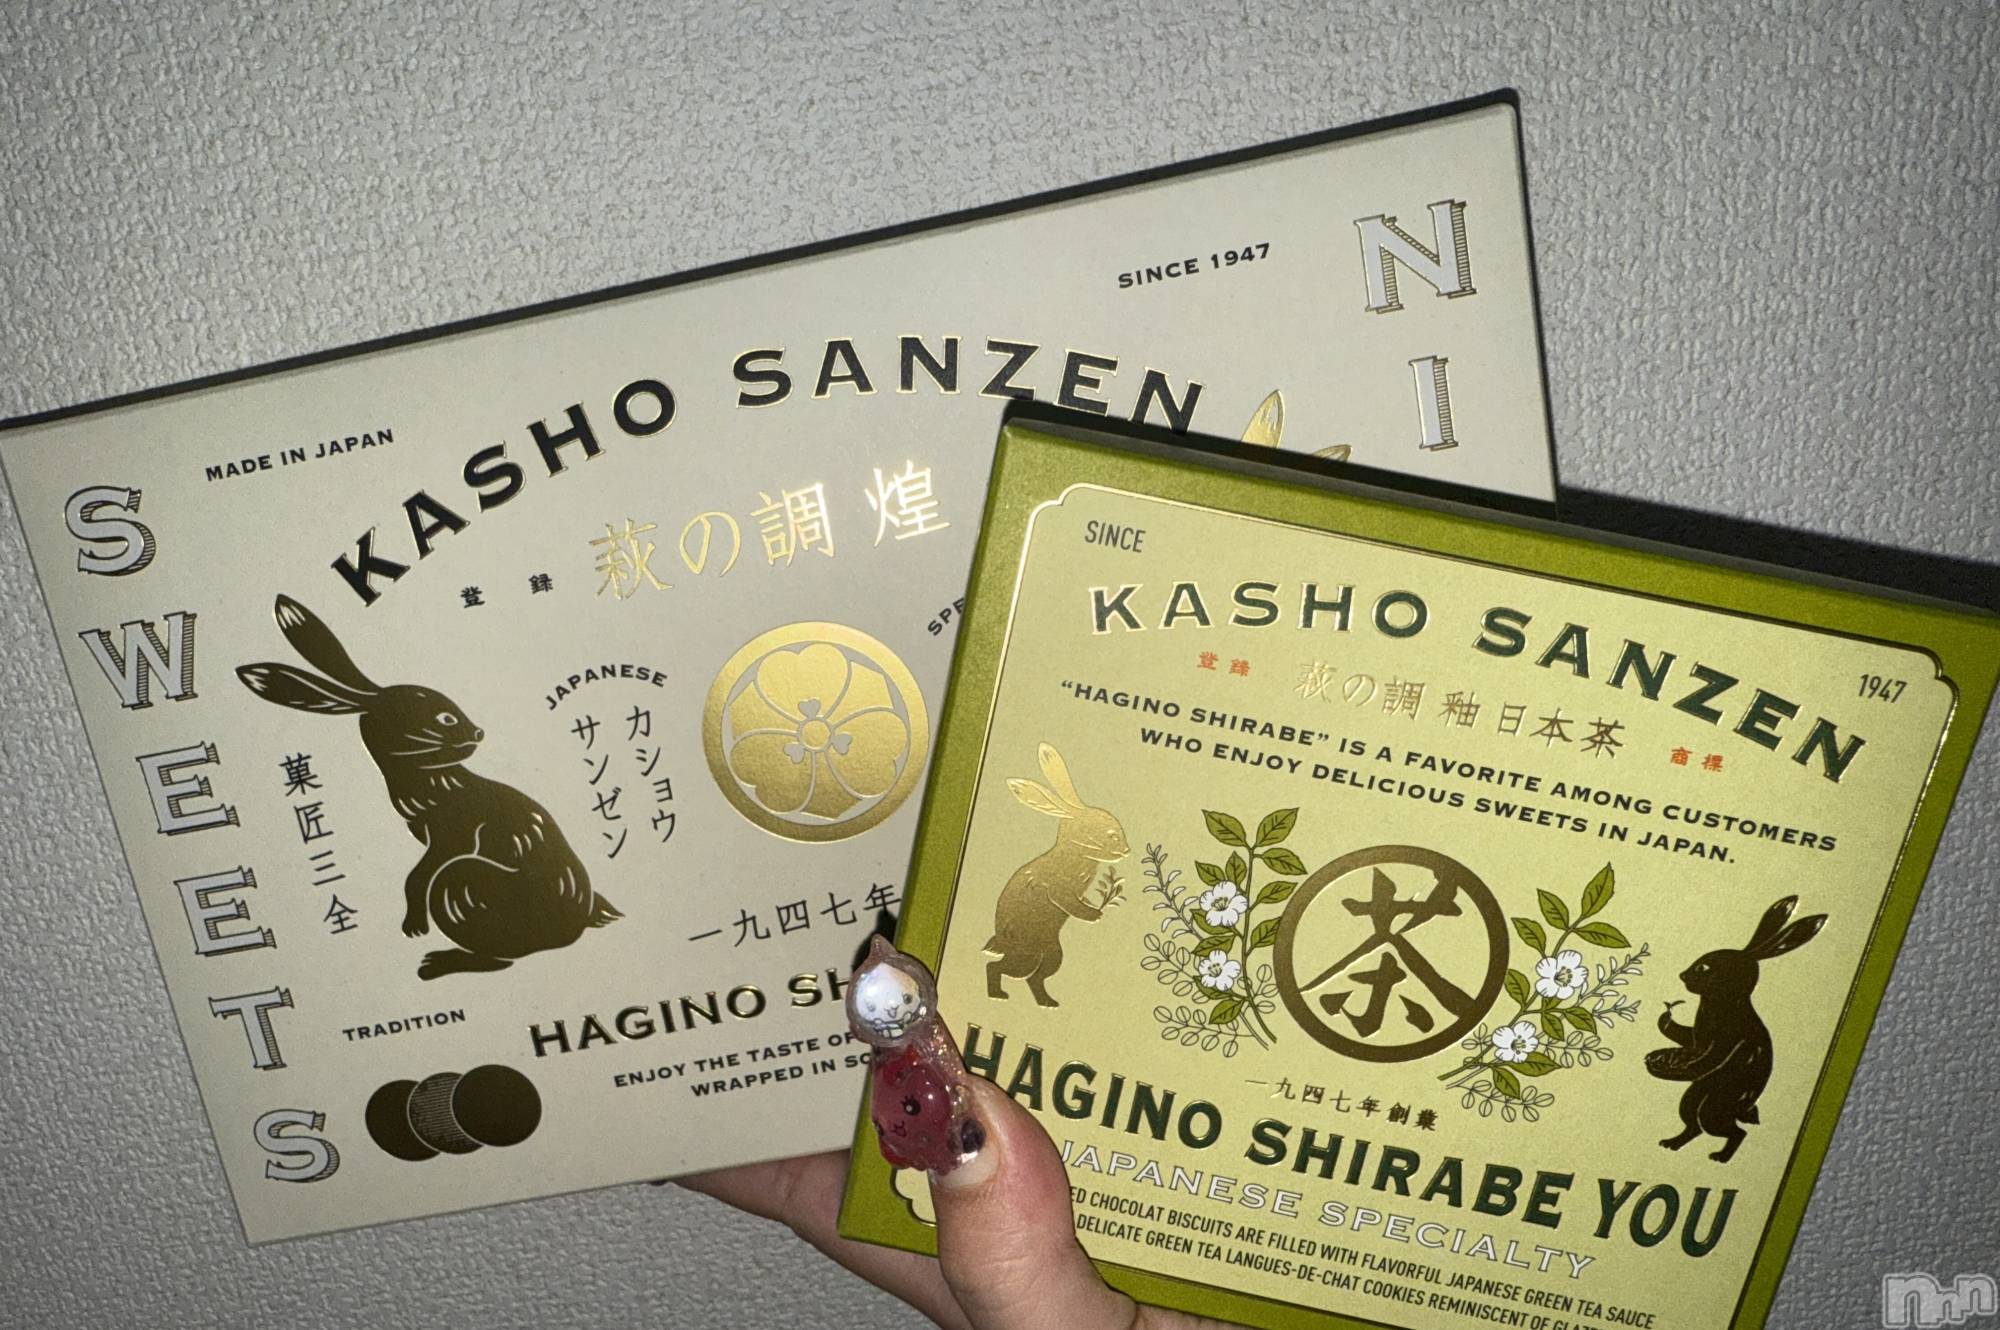 SINCE 1947
MADE IN JAPAN
KASHO SANZEN
登録
萩の調 煌
SWEETS
NI
JAPANESE
カショウ
サンゼン
菓匠三全
一九四七年
TRADITION
HAGINO
ENJOY THE TASTE OF
WRAPPED IN
SINCE
1947
KASHO SANZEN
登録 萩の調 釉 日本茶 商標
“HAGINO SHIRABE” IS A FAVORITE AMONG CUSTOMERS
WHO ENJOY DELICIOUS SWEETS IN JAPAN.
茶
一九四七年創業
HAGINO SHIRABE YOU
JAPANESE SPECIALTY
CHOCOLAT BISCUITS ARE FILLED WITH FLAVORFUL JAPANESE GREEN TEA SAUCE
DELICATE GREEN TEA LANGUES-DE-CHAT COOKIES REMINISCENT OF